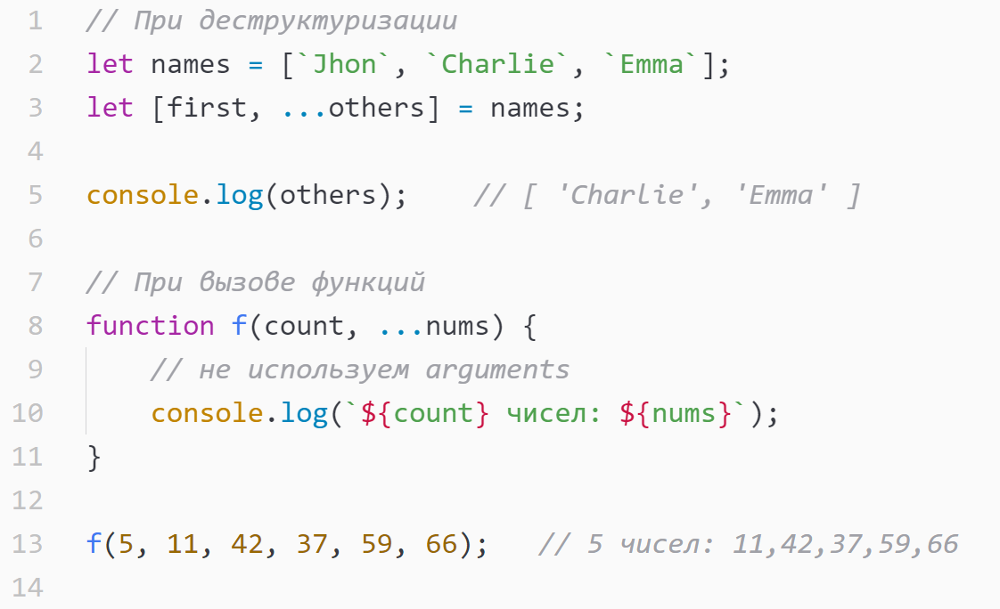 1 // При деструктуризации
2 let names = [`Jhon`, `Charlie`, `Emma`];
3 let [first, ...others] = names;
4
5 console.log(others);    // [ 'Charlie', 'Emma' ]
6
7 // При вызове функций
8 function f(count, ...nums) {
9     // не используем arguments
10     console.log(`${count} чисел: ${nums}`);
11 }
12
13 f(5, 11, 42, 37, 59, 66);   // 5 чисел: 11,42,37,59,66
14